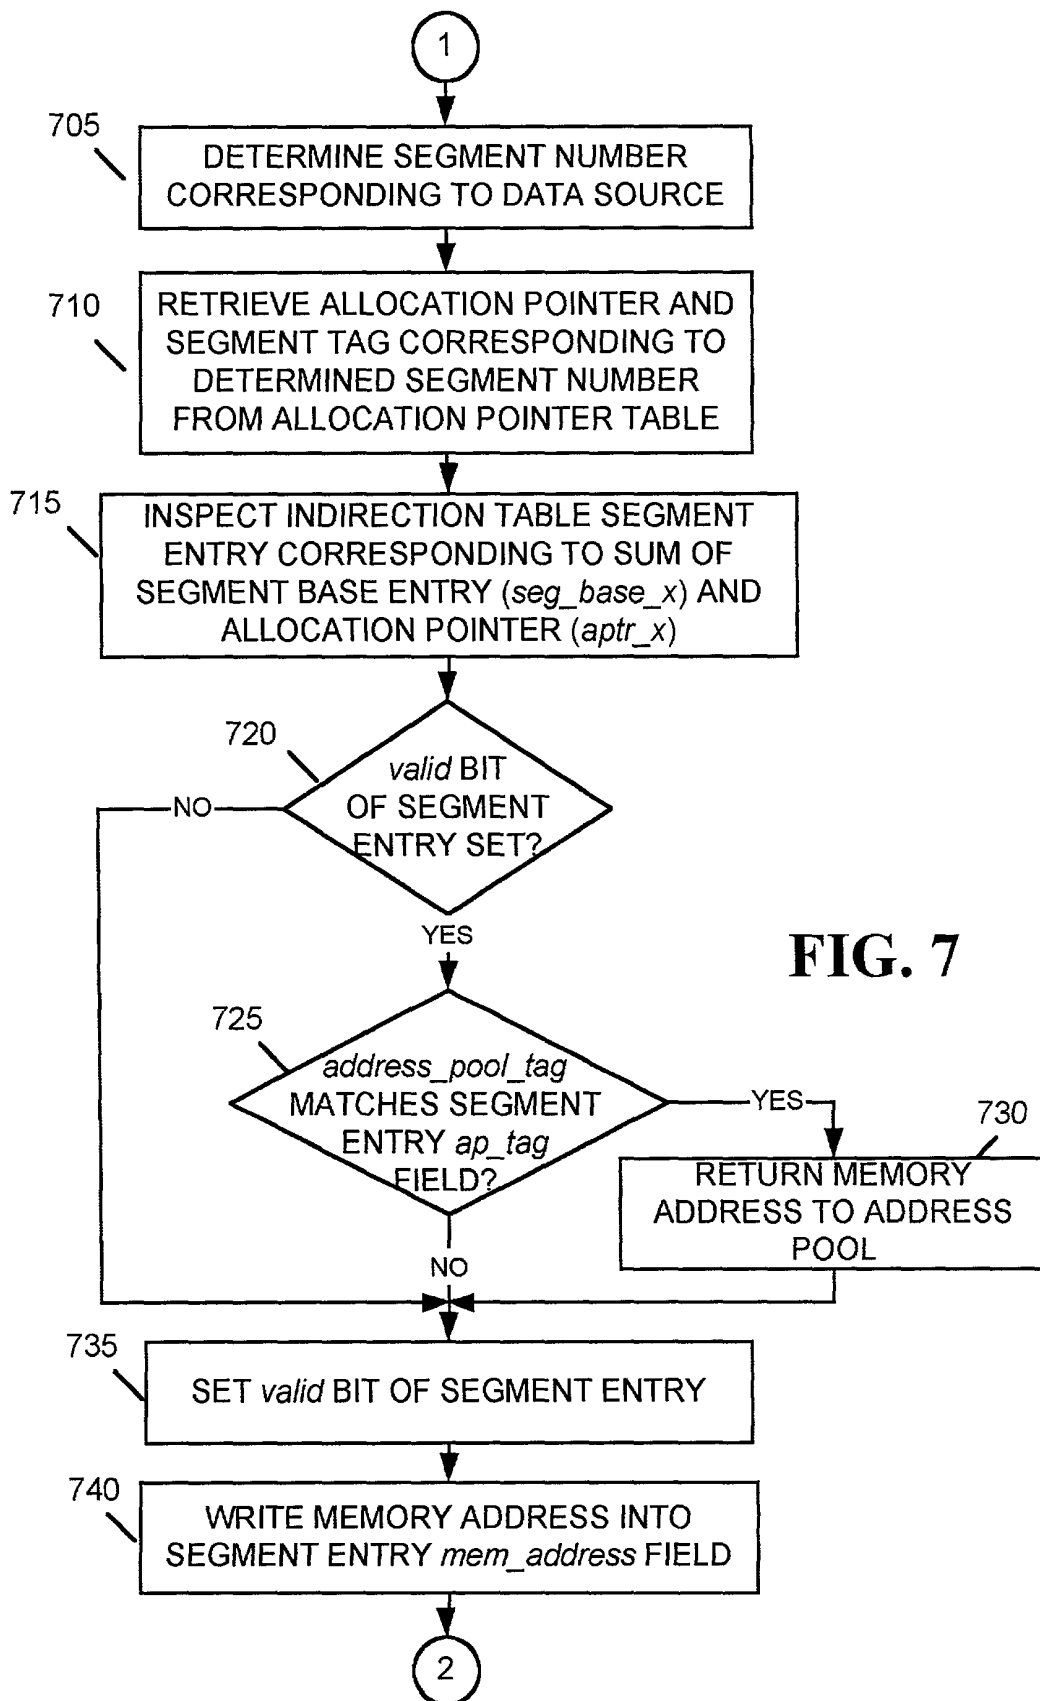 1
705
DETERMINE SEGMENT NUMBER
CORRESPONDING TO DATA SOURCE
710
RETRIEVE ALLOCATION POINTER AND
SEGMENT TAG CORRESPONDING TO
DETERMINED SEGMENT NUMBER
FROM ALLOCATION POINTER TABLE
715
INSPECT INDIRECTION TABLE SEGMENT
ENTRY CORRESPONDING TO SUM OF
SEGMENT BASE ENTRY (seg_base_x) AND
ALLOCATION POINTER (aptr_x)
720
valid BIT
OF SEGMENT
ENTRY SET?
NO
YES
FIG. 7
725
address_pool_tag
MATCHES SEGMENT
ENTRY ap_tag
FIELD?
YES
730
RETURN MEMORY
ADDRESS TO ADDRESS
POOL
NO
735
SET valid BIT OF SEGMENT ENTRY
740
WRITE MEMORY ADDRESS INTO
SEGMENT ENTRY mem_address FIELD
2